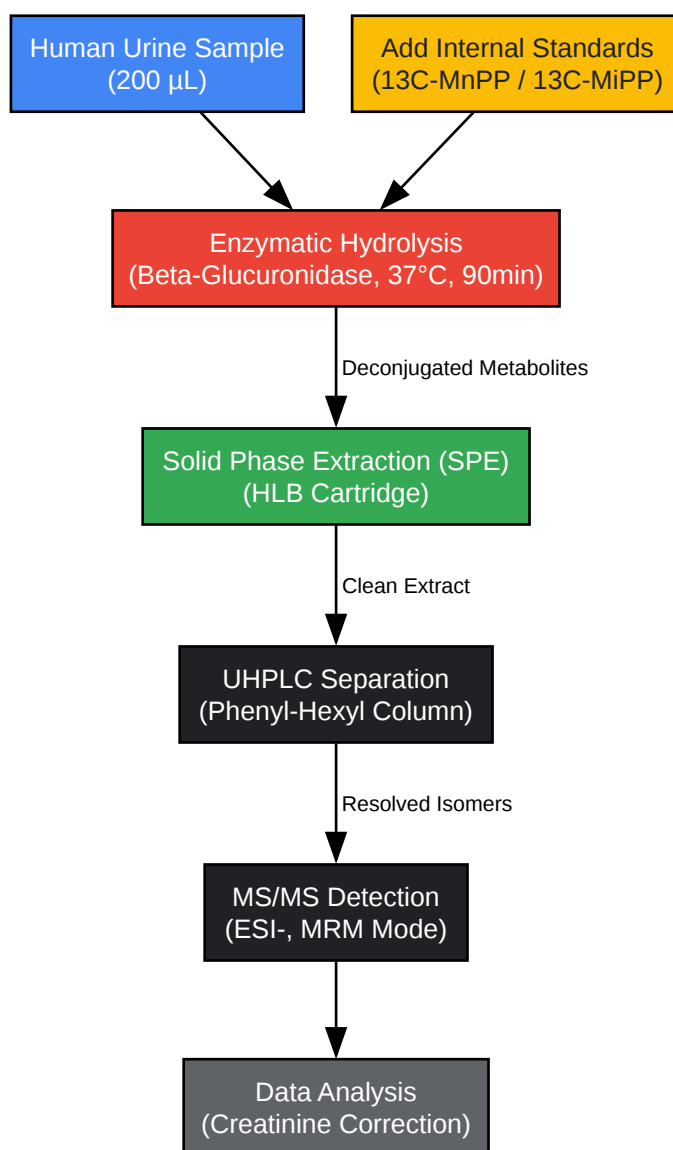 Human Urine Sample
(200 µL)
Add Internal Standards
(13C-MnPP / 13C-MiPP)
Enzymatic Hydrolysis
(Beta-Glucuronidase, 37°C, 90min)
Deconjugated Metabolites
Solid Phase Extraction (SPE)
(HLB Cartridge)
Clean Extract
UHPLC Separation
(Phenyl-Hexyl Column)
Resolved Isomers
MS/MS Detection
(ESI-, MRM Mode)
Data Analysis
(Creatinine Correction)